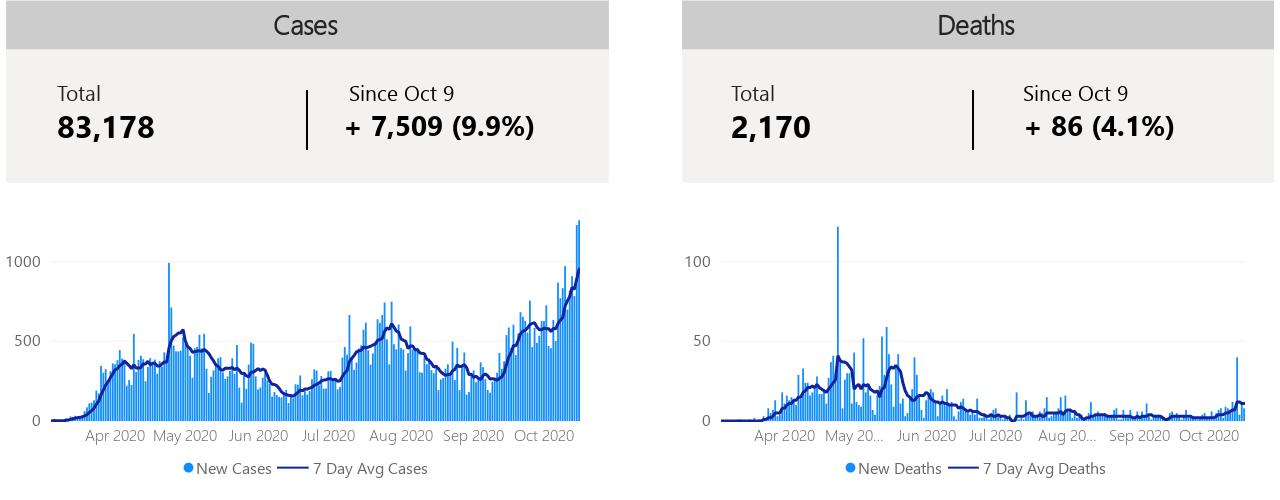 Cases
Total
83,178
Since Oct 9
+ 7,509 (9.9%)
1000
500
0
Apr 2020 May 2020 Jun 2020 Jul 2020 Aug 2020 Sep 2020 Oct 2020
New Cases 7 Day Avg Cases
Deaths
Total
2,170
Since Oct 9
+ 86 (4.1%)
100
50
0
Apr 2020 May 20... Jun 2020 Jul 2020 Aug 20... Sep 2020 Oct 2020
New Deaths 7 Day Avg Deaths